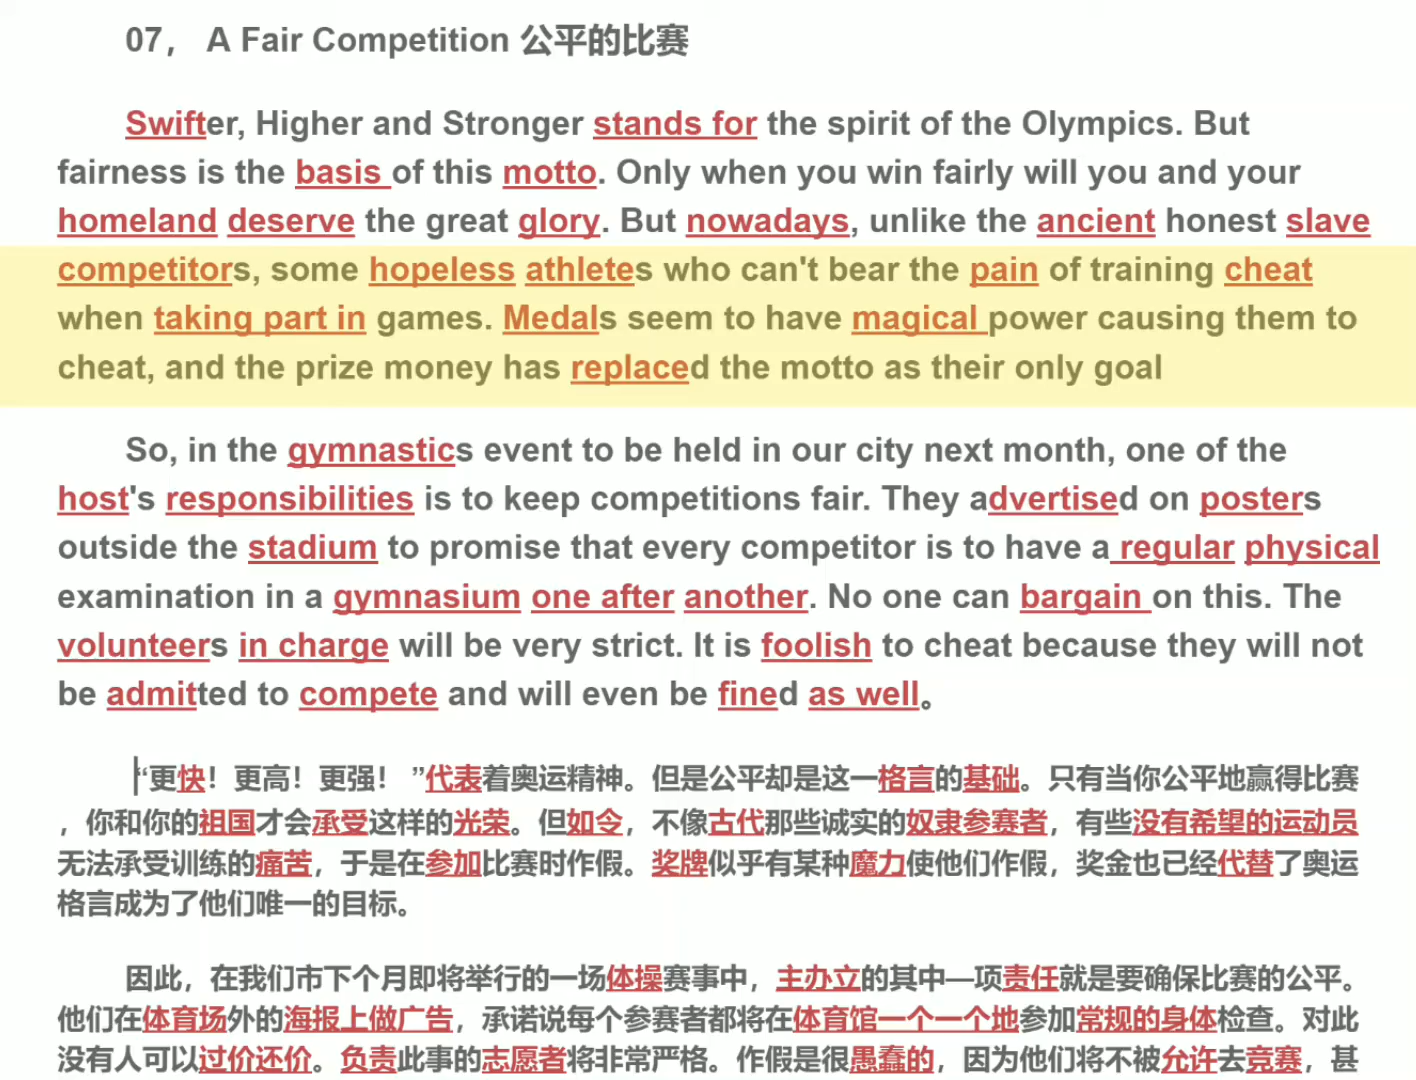 07， A Fair Competition 公平的比赛
Swifter, Higher and Stronger stands for the spirit of the Olympics. But
fairness is the basis of this motto. Only when you win fairly will you and your
homeland deserve the great glory. But nowadays, unlike the ancient honest slave
competitors, some hopeless athletes who can't bear the pain of training cheat
when taking part in games. Medals seem to have magical power causing them to
cheat, and the prize money has replaced the motto as their only goal
So, in the gymnastics event to be held in our city next month, one of the
host's responsibilities is to keep competitions fair. They advertised on posters
outside the stadium to promise that every competitor is to have a regular physical
examination in a gymnasium one after another. No one can bargain on this. The
volunteers in charge will be very strict. It is foolish to cheat because they will not
be admitted to compete and will even be fined as well。
“更快！更高！更强！ ”代表着奥运精神。但是公平却是这一格言的基础。只有当你公平地赢得比赛
，你和你的祖国才会承受这样的光荣。但如令，不像古代那些诚实的奴隶参赛者，有些没有希望的运动员
无法承受训练的痛苦，于是在参加比赛时作假。奖牌似乎有某种魔力使他们作假，奖金也已经代替了奥运
格言成为了他们唯一的目标。
因此，在我们市下个月即将举行的一场体操赛事中，主办立的其中—项责任就是要确保比赛的公平。
他们在体育场外的海报上做广告，承诺说每个参赛者都将在体育馆一个一个地参加常规的身体检查。对此
没有人可以过价还价。负责此事的志愿者将非常严格。作假是很愚蠢的，因为他们将不被允许去竞赛，甚